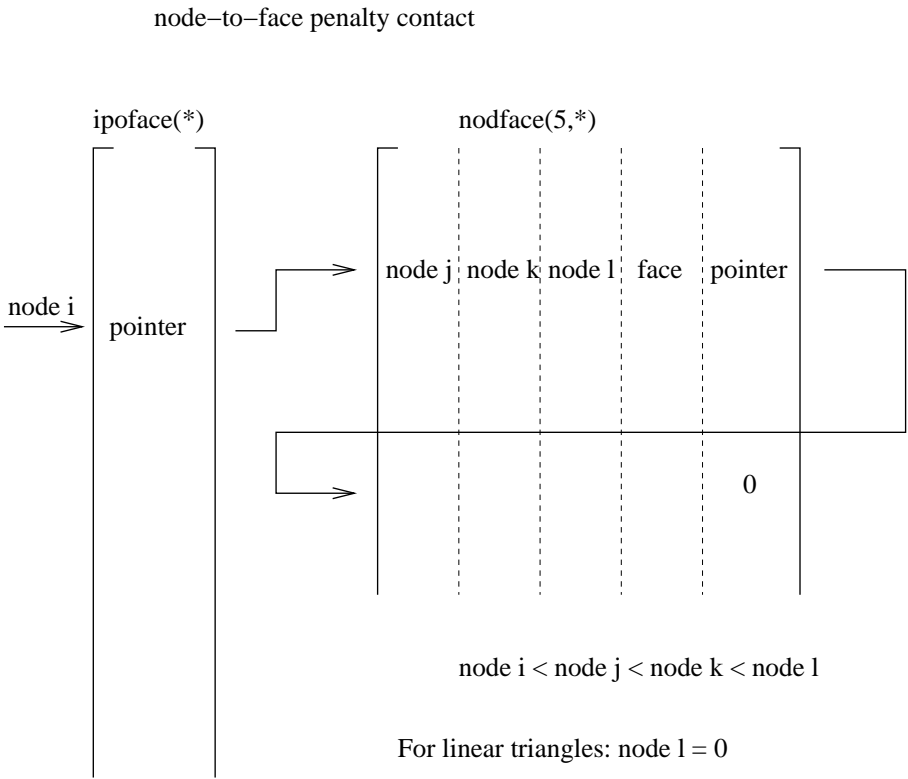 node−to−face penalty contact
ipoface(*)
nodface(5,*)
node j node k node l face pointer
node i
pointer
0
node i < node j < node k < node l
For linear triangles: node l = 0